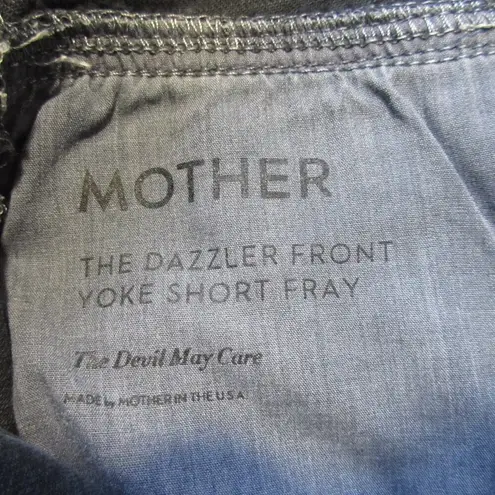 MOTHER
THE DAZZLER FRONT
YOKE SHORT FRAY
The Devil May Care
MADE by MOTHER IN THE USA